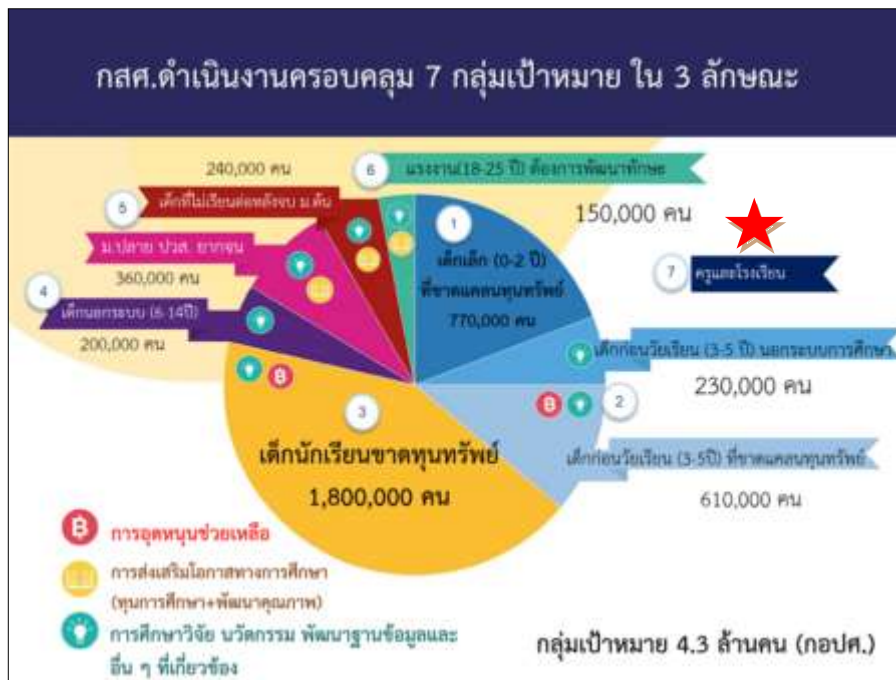 กสศ.ดำเนินงานครอบคลุม 7 กลุ่มเป้าหมาย ใน 3 ลักษณะ
240,000 คน
6
แรงงาน(18-25 ปี) ต้องการพัฒนาทักษะ
150,000 คน
5
เด็กที่ไม่เรียนต่อหลังจบ ม.ต้น
ม.ปลาย ปวส. ยากจน
360,000 คน
4
เด็กนอกระบบ (6-14ปี)
200,000 คน
1
เด็กเล็ก (0-2 ปี)
ที่ขาดแคลนทุนทรัพย์
770,000 คน
7
ครูและโรงเรียน
เด็กก่อนวัยเรียน (3-5 ปี) นอกระบบการศึกษา
230,000 คน
2
เด็กก่อนวัยเรียน (3-5ปี) ที่ขาดแคลนทุนทรัพย์
610,000 คน
3
เด็กนักเรียนขาดทุนทรัพย์
1,800,000 คน
฿
฿
฿ การอุดหนุนช่วยเหลือ
การส่งเสริมโอกาสทางการศึกษา
(ทุนการศึกษา+พัฒนาคุณภาพ)
การศึกษาวิจัย นวัตกรรม พัฒนาฐานข้อมูลและ
อื่น ๆ ที่เกี่ยวข้อง
กลุ่มเป้าหมาย 4.3 ล้านคน (กอปศ.)